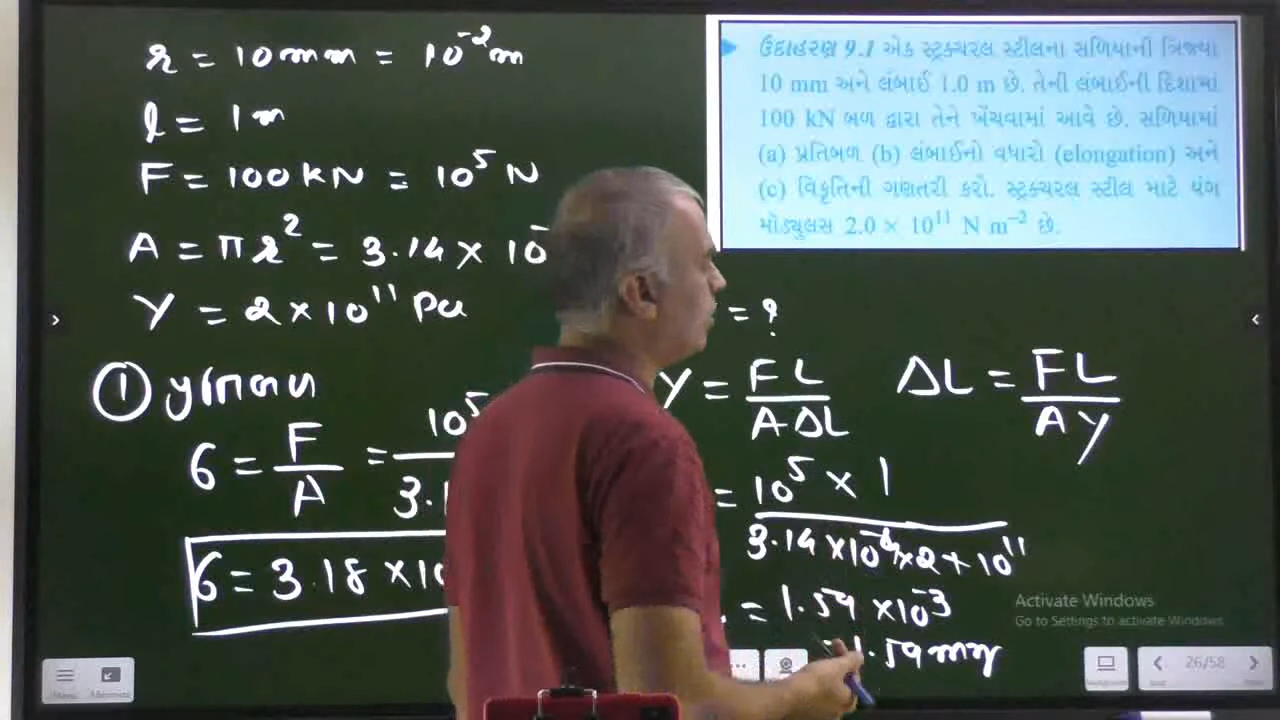 r = 10 mm = 10⁻² m
l = 1 m
F = 100 kN = 10⁵ N
A = πr² = 3.14 × 10⁻
Y = 2 × 10¹¹ Pa
① પ્રતિબળ
σ = F/A = 10⁵/3.1
σ = 3.18 × 10
ઉદાહરણ 9.1 એક સ્ટ્રક્ચરલ સ્ટીલના સળિયાની ત્રિજ્યા
10 mm અને લંબાઈ 1.0 m છે. તેની લંબાઈની દિશામાં
100 kN બળ દ્વારા તેને ખેંચવામાં આવે છે. સળિયામાં
(a) પ્રતિબળ (b) લંબાઈનો વધારો (elongation) અને
(c) વિકૃતિની ગણતરી કરો. સ્ટ્રક્ચરલ સ્ટીલ માટે યંગ
મૉડ્યુલસ 2.0 × 10¹¹ N m⁻² છે.
= ?
Y = FL/AΔL ΔL = FL/AY
= 10⁵ × 1
3.14 × 10⁻⁴ × 2 × 10¹¹
= 1.59 × 10⁻³
1.59 mm
Activate Windows
Go to Settings to activate Windows.
26/58